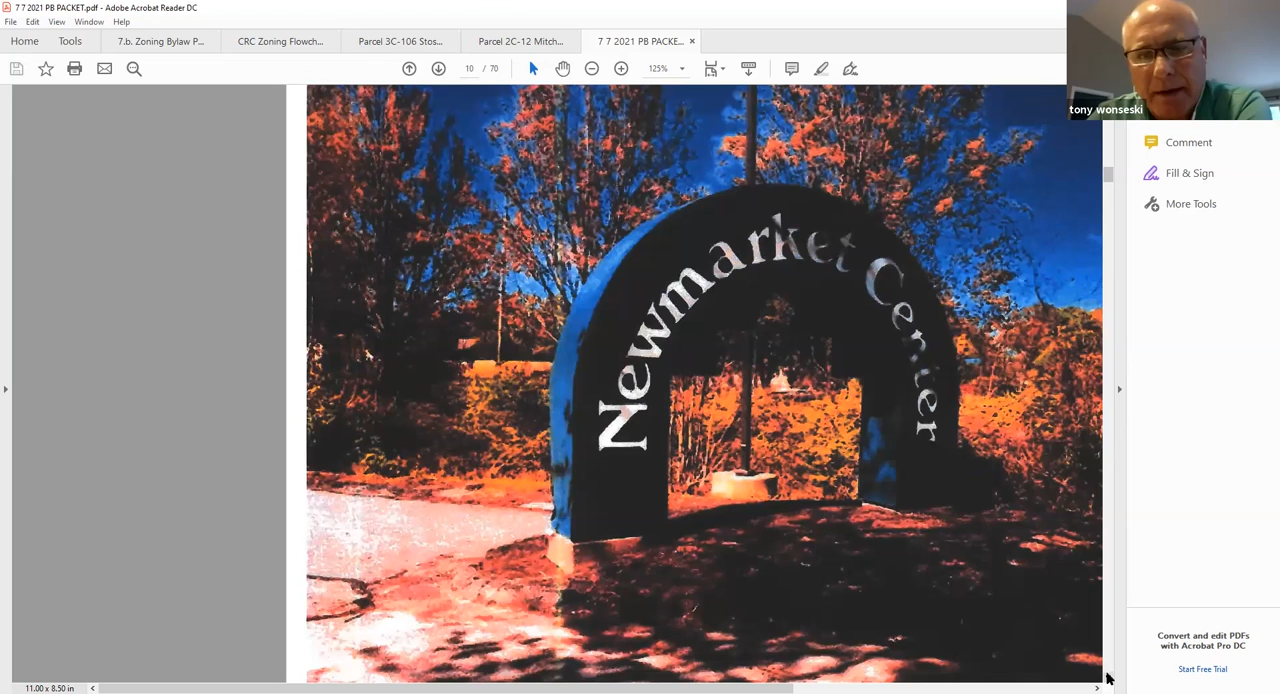 7 7 2021 PB PACKET.pdf - Adobe Acrobat Reader DC
File Edit View Window Help
Home Tools 7.b. Zoning Bylaw P... CRC Zoning Flowch... Parcel 3C-106 Stos... Parcel 2C-12 Mitch... 7 7 2021 PB PACKE... ×
10 / 70 125%
tony wonseski
Comment
Fill & Sign
More Tools
Newmarket Center
Convert and edit PDFs
with Acrobat Pro DC
Start Free Trial
11.00 x 8.50 in